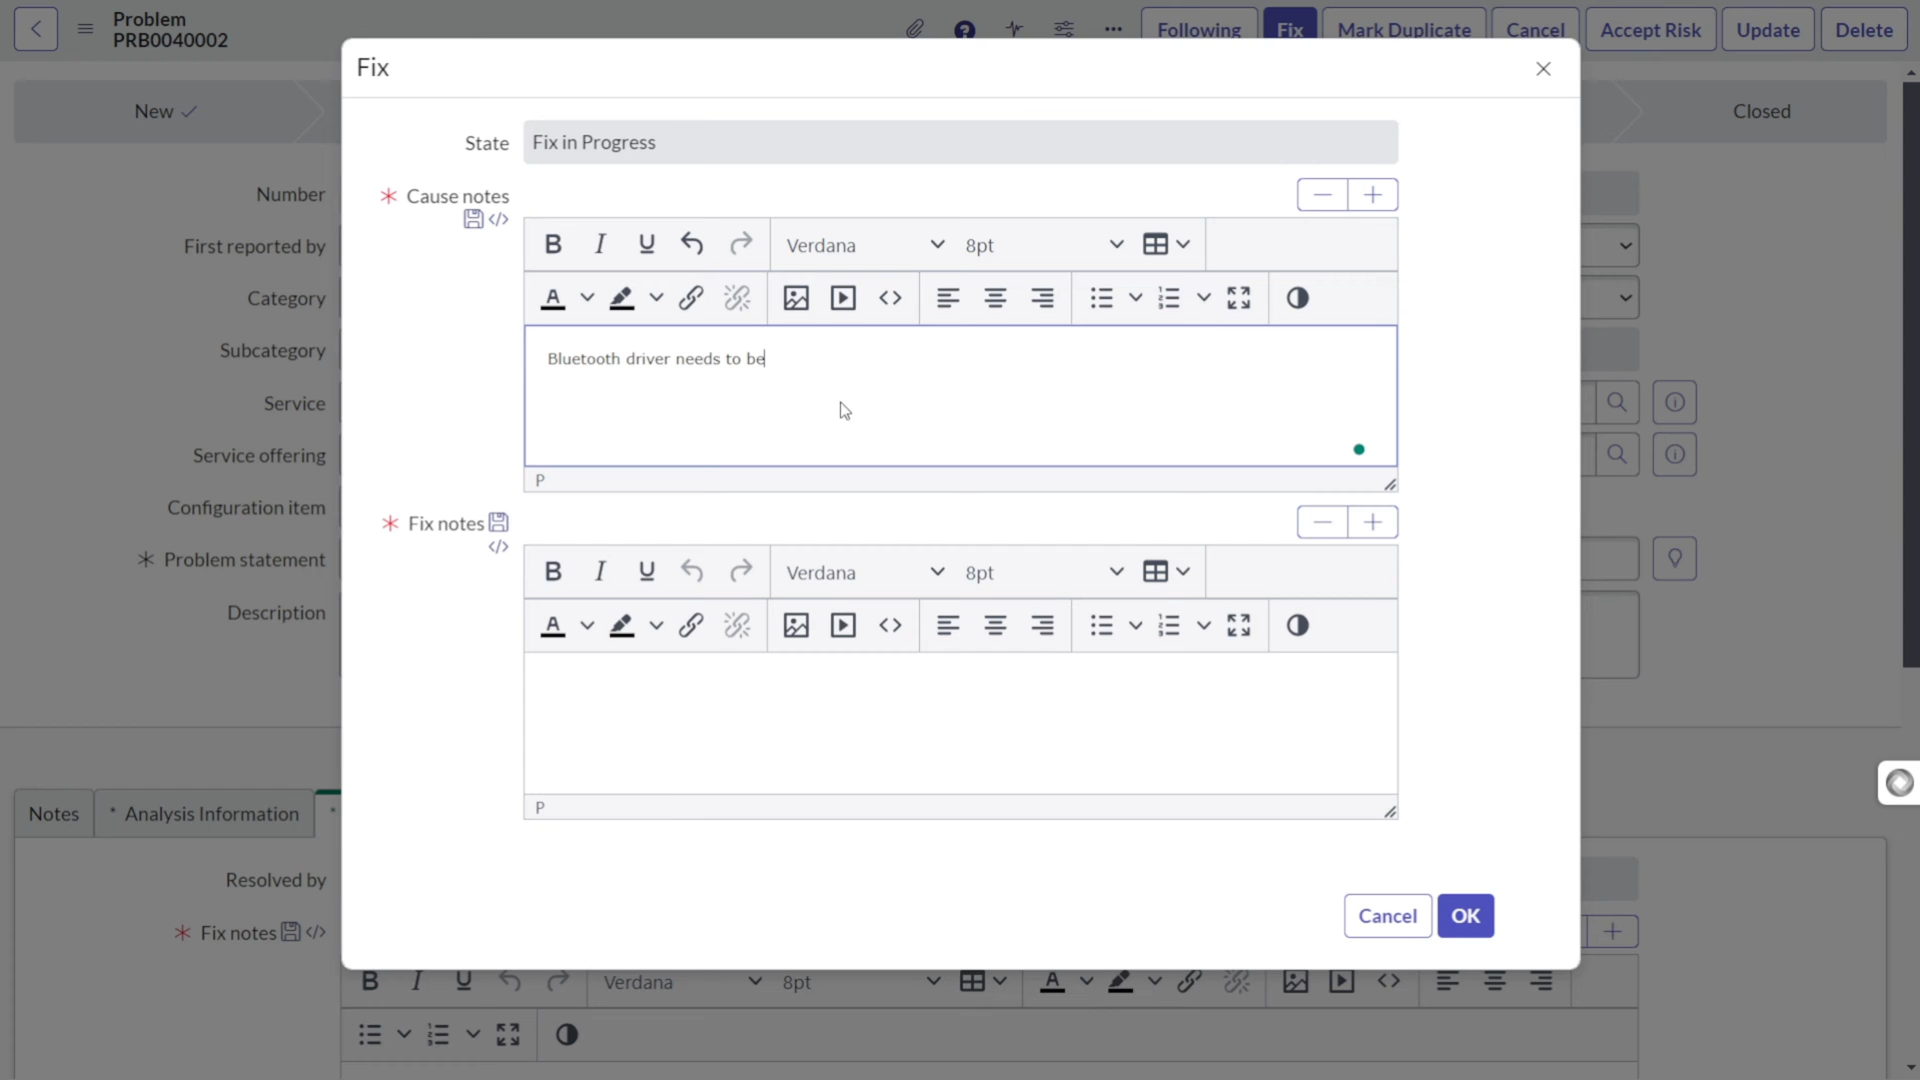 Problem
PRB0040002
Following
Fix
Mark Duplicate
Cancel
Accept Risk
Update
Delete
New
Closed
Number
First reported by
Category
Subcategory
Service
Service offering
Configuration item
* Problem statement
Description
Fix
State
Fix in Progress
* Cause notes
Verdana
8pt
Bluetooth driver needs to be
P
* Fix notes
Verdana
8pt
P
Cancel
OK
Notes
* Analysis Information
*
Resolved by
* Fix notes
Verdana
8pt